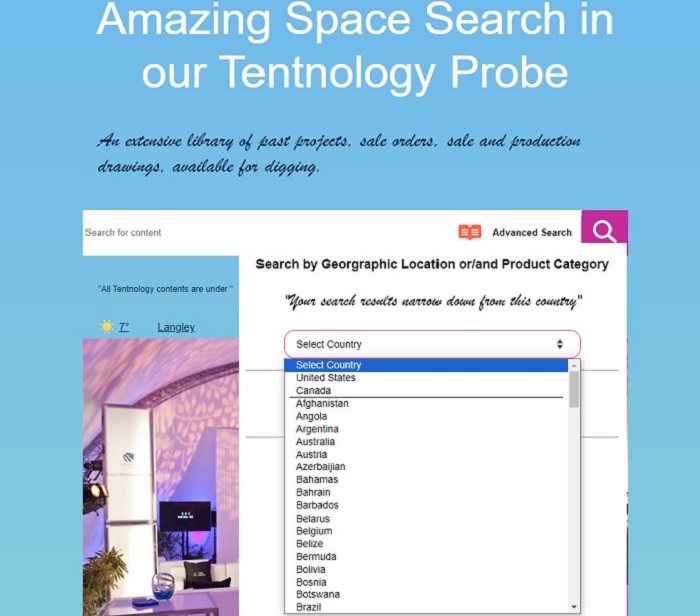 Amazing Space Search in
our Tentnology Probe
An extensive library of past projects, sale orders, sale and production
drawings, available for digging.
Search for content
Advanced Search
Search by Georgraphic Location or/and Product Category
"All Tentnology contents are under "
"Your search results narrow down from this country"
7° Langley
Select Country
Select Country
United States
Canada
Afghanistan
Angola
Argentina
Australia
Austria
Azerbaijian
Bahamas
Bahrain
Barbados
Belarus
Belgium
Belize
Bermuda
Bolivia
Bosnia
Botswana
Brazil